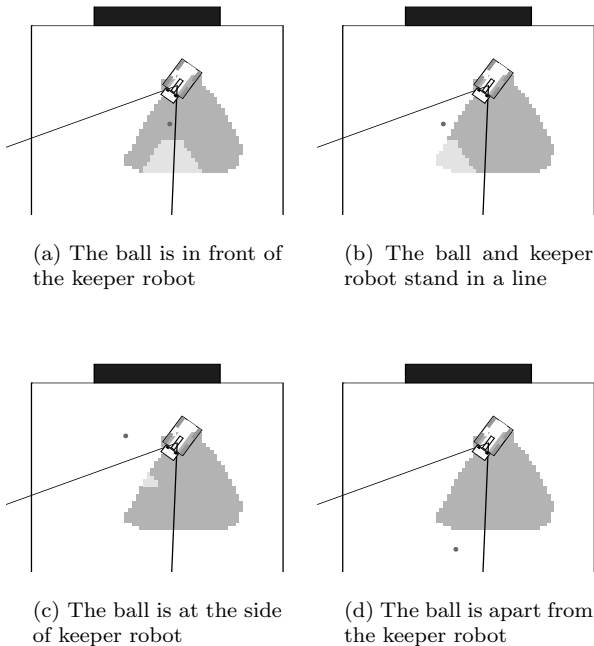 (a) The ball is in front of
the keeper robot
(b) The ball and keeper
robot stand in a line
(c) The ball is at the side
of keeper robot
(d) The ball is apart from
the keeper robot